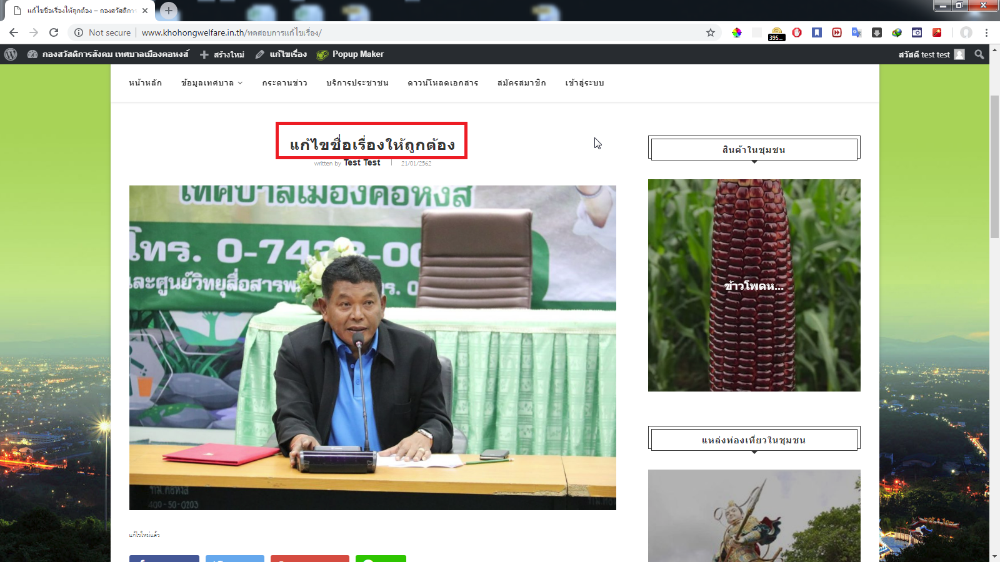 แก้ไขชื่อเรื่องให้ถูกต้อง – กองสวัสดิการ
Not secure
www.khohongwelfare.in.th/ทดสอบการแก้ไขเรื่อง/
395...
กองสวัสดิการสังคม เทศบาลเมืองคอหงส์
สร้างใหม่
แก้ไขเรื่อง
Popup Maker
สวัสดี test test
หน้าหลัก
ข้อมูลเทศบาล
กระดานข่าว
บริการประชาชน
ดาวน์โหลดเอกสาร
สมัครสมาชิก
เข้าสู่ระบบ
แก้ไขชื่อเรื่องให้ถูกต้อง
written by Test Test
21/01/2562
เทศบาลเมืองคอหงส์
โทร. 0-74
และศูนย์วิทยุสื่อสาร
400-50-0203
แก้ไขใหม่แล้ว
สินค้าในชุมชน
ข้าวโพดห...
แหล่งท่องเที่ยวในชุมชน